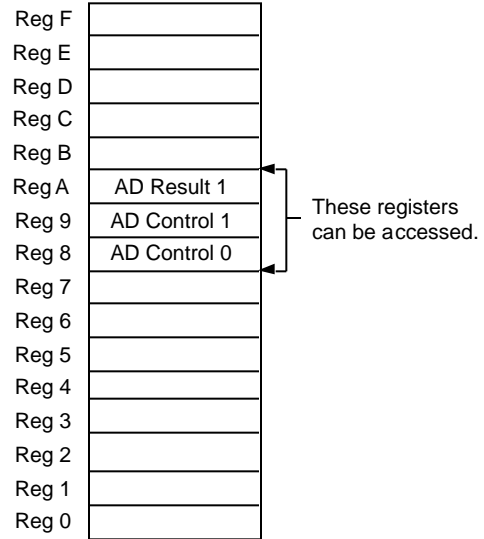 Reg F
Reg E
Reg D
Reg C
Reg B
Reg A AD Result 1
Reg 9 AD Control 1
Reg 8 AD Control 0
These registers
can be accessed.
Reg 7
Reg 6
Reg 5
Reg 4
Reg 3
Reg 2
Reg 1
Reg 0